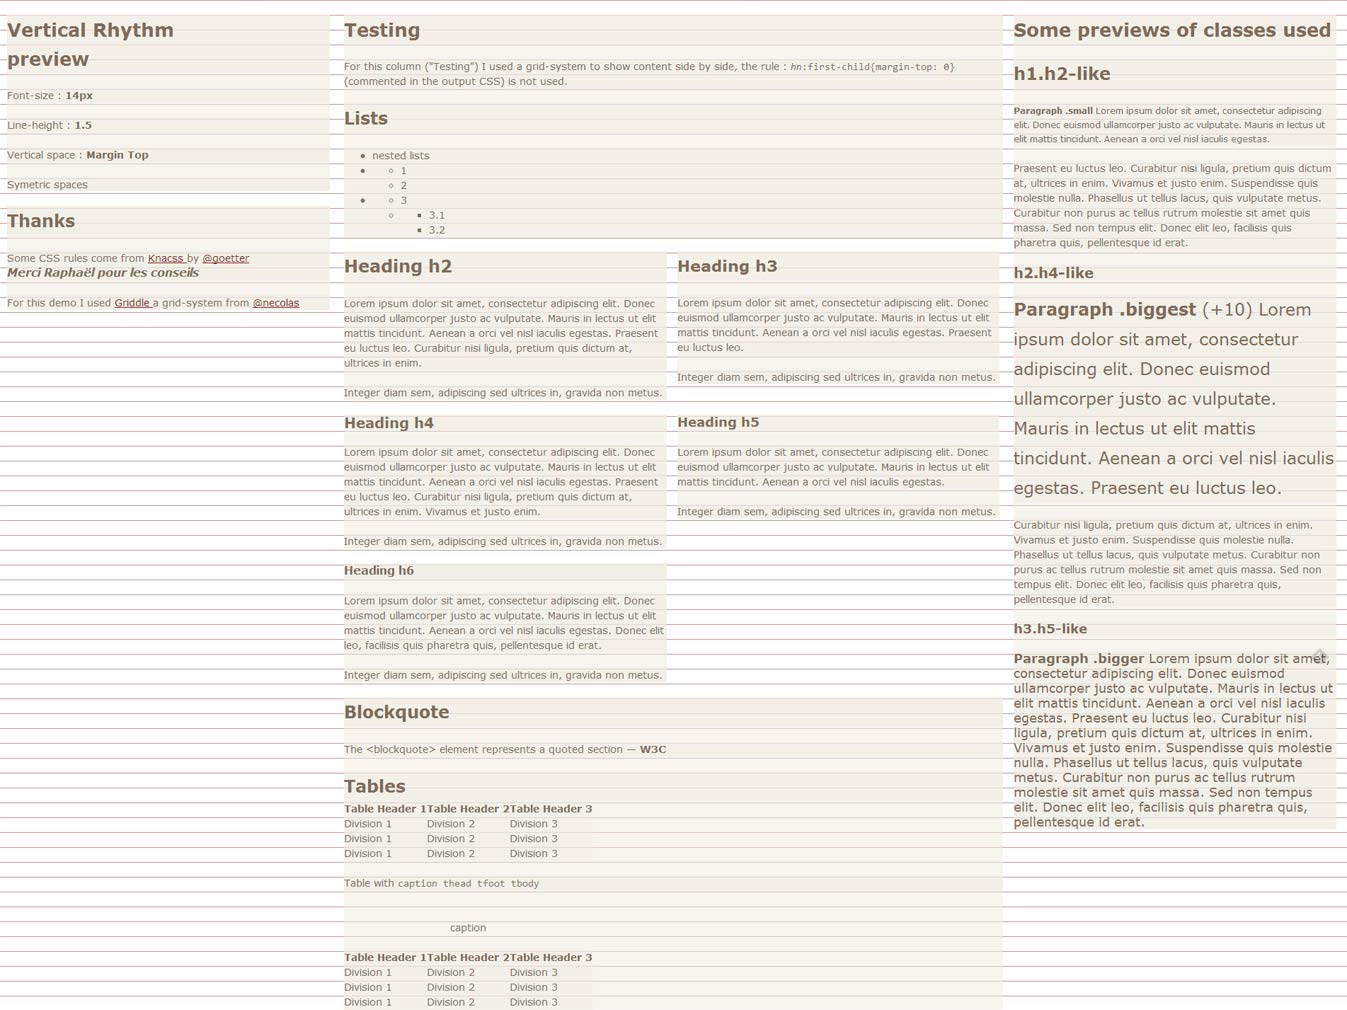 Vertical Rhythm
preview
Font-size : 14px
Line-height : 1.5
Vertical space : Margin Top
Symetric spaces
Thanks
Some CSS rules come from Knacss by @goetter
Merci Raphaël pour les conseils
For this demo I used Griddle a grid-system from @necolas
Testing
For this column ("Testing") I used a grid-system to show content side by side, the rule : hn:first-child{margin-top: 0}
(commented in the output CSS) is not used.
Lists
nested lists
1
2
3
3.1
3.2
Heading h2
Lorem ipsum dolor sit amet, consectetur adipiscing elit. Donec
euismod ullamcorper justo ac vulputate. Mauris in lectus ut elit
mattis tincidunt. Aenean a orci vel nisl iaculis egestas. Praesent
eu luctus leo. Curabitur nisi ligula, pretium quis dictum at,
ultrices in enim.
Integer diam sem, adipiscing sed ultrices in, gravida non metus.
Heading h3
Lorem ipsum dolor sit amet, consectetur adipiscing elit. Donec
euismod ullamcorper justo ac vulputate. Mauris in lectus ut elit
mattis tincidunt. Aenean a orci vel nisl iaculis egestas. Praesent
eu luctus leo.
Integer diam sem, adipiscing sed ultrices in, gravida non metus.
Heading h4
Lorem ipsum dolor sit amet, consectetur adipiscing elit. Donec
euismod ullamcorper justo ac vulputate. Mauris in lectus ut elit
mattis tincidunt. Aenean a orci vel nisl iaculis egestas. Praesent
eu luctus leo. Curabitur nisi ligula, pretium quis dictum at,
ultrices in enim. Vivamus et justo enim.
Integer diam sem, adipiscing sed ultrices in, gravida non metus.
Heading h5
Lorem ipsum dolor sit amet, consectetur adipiscing elit. Donec
euismod ullamcorper justo ac vulputate. Mauris in lectus ut elit
mattis tincidunt. Aenean a orci vel nisl iaculis egestas.
Integer diam sem, adipiscing sed ultrices in, gravida non metus.
Heading h6
Lorem ipsum dolor sit amet, consectetur adipiscing elit. Donec
euismod ullamcorper justo ac vulputate. Mauris in lectus ut elit
mattis tincidunt. Aenean a orci vel nisl iaculis egestas. Donec elit
leo, facilisis quis pharetra quis, pellentesque id erat.
Integer diam sem, adipiscing sed ultrices in, gravida non metus.
Blockquote
The <blockquote> element represents a quoted section — W3C
Tables
Table Header 1 Table Header 2 Table Header 3
Division 1 Division 2 Division 3
Division 1 Division 2 Division 3
Division 1 Division 2 Division 3
Table with caption thead tfoot tbody
caption
Table Header 1 Table Header 2 Table Header 3
Division 1 Division 2 Division 3
Division 1 Division 2 Division 3
Division 1 Division 2 Division 3
Some previews of classes used
h1.h2-like
Paragraph .small Lorem ipsum dolor sit amet, consectetur adipiscing
elit. Donec euismod ullamcorper justo ac vulputate. Mauris in lectus ut
elit mattis tincidunt. Aenean a orci vel nisl iaculis egestas.
Praesent eu luctus leo. Curabitur nisi ligula, pretium quis dictum
at, ultrices in enim. Vivamus et justo enim. Suspendisse quis
molestie nulla. Phasellus ut tellus lacus, quis vulputate metus.
Curabitur non purus ac tellus rutrum molestie sit amet quis
massa. Sed non tempus elit. Donec elit leo, facilisis quis
pharetra quis, pellentesque id erat.
h2.h4-like
Paragraph .biggest (+10) Lorem
ipsum dolor sit amet, consectetur
adipiscing elit. Donec euismod
ullamcorper justo ac vulputate.
Mauris in lectus ut elit mattis
tincidunt. Aenean a orci vel nisl iaculis
egestas. Praesent eu luctus leo.
Curabitur nisi ligula, pretium quis dictum at, ultrices in enim.
Vivamus et justo enim. Suspendisse quis molestie nulla.
Phasellus ut tellus lacus, quis vulputate metus. Curabitur non
purus ac tellus rutrum molestie sit amet quis massa. Sed non
tempus elit. Donec elit leo, facilisis quis pharetra quis,
pellentesque id erat.
h3.h5-like
Paragraph .bigger Lorem ipsum dolor sit amet,
consectetur adipiscing elit. Donec euismod
ullamcorper justo ac vulputate. Mauris in lectus ut
elit mattis tincidunt. Aenean a orci vel nisl iaculis
egestas. Praesent eu luctus leo. Curabitur nisi
ligula, pretium quis dictum at, ultrices in enim.
Vivamus et justo enim. Suspendisse quis molestie
nulla. Phasellus ut tellus lacus, quis vulputate
metus. Curabitur non purus ac tellus rutrum
molestie sit amet quis massa. Sed non tempus
elit. Donec elit leo, facilisis quis pharetra quis,
pellentesque id erat.